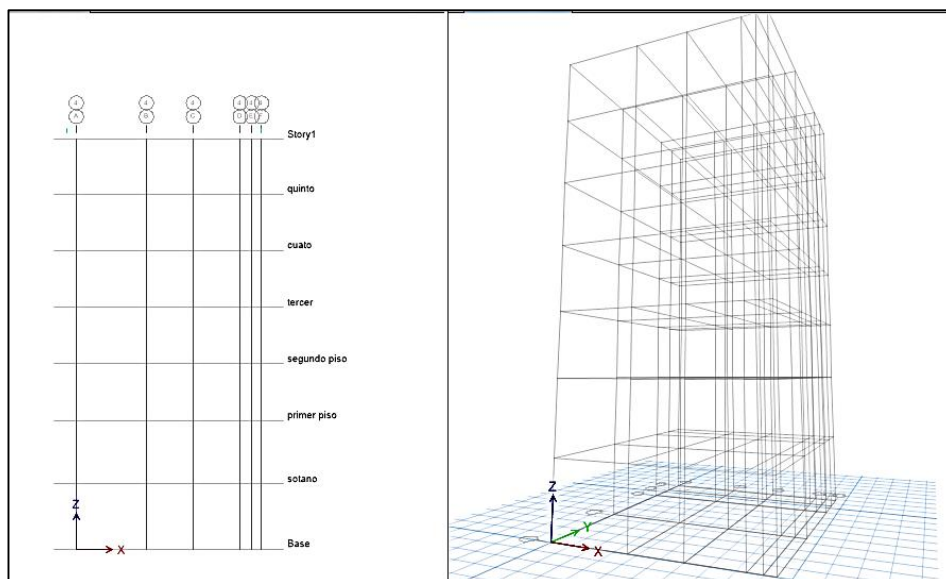 4 4 4 4 4 4
A B C D E F
Story1
quinto
cuato
tercer
segundo piso
primer piso
sotano
Z
Base
X
Z
Y
X